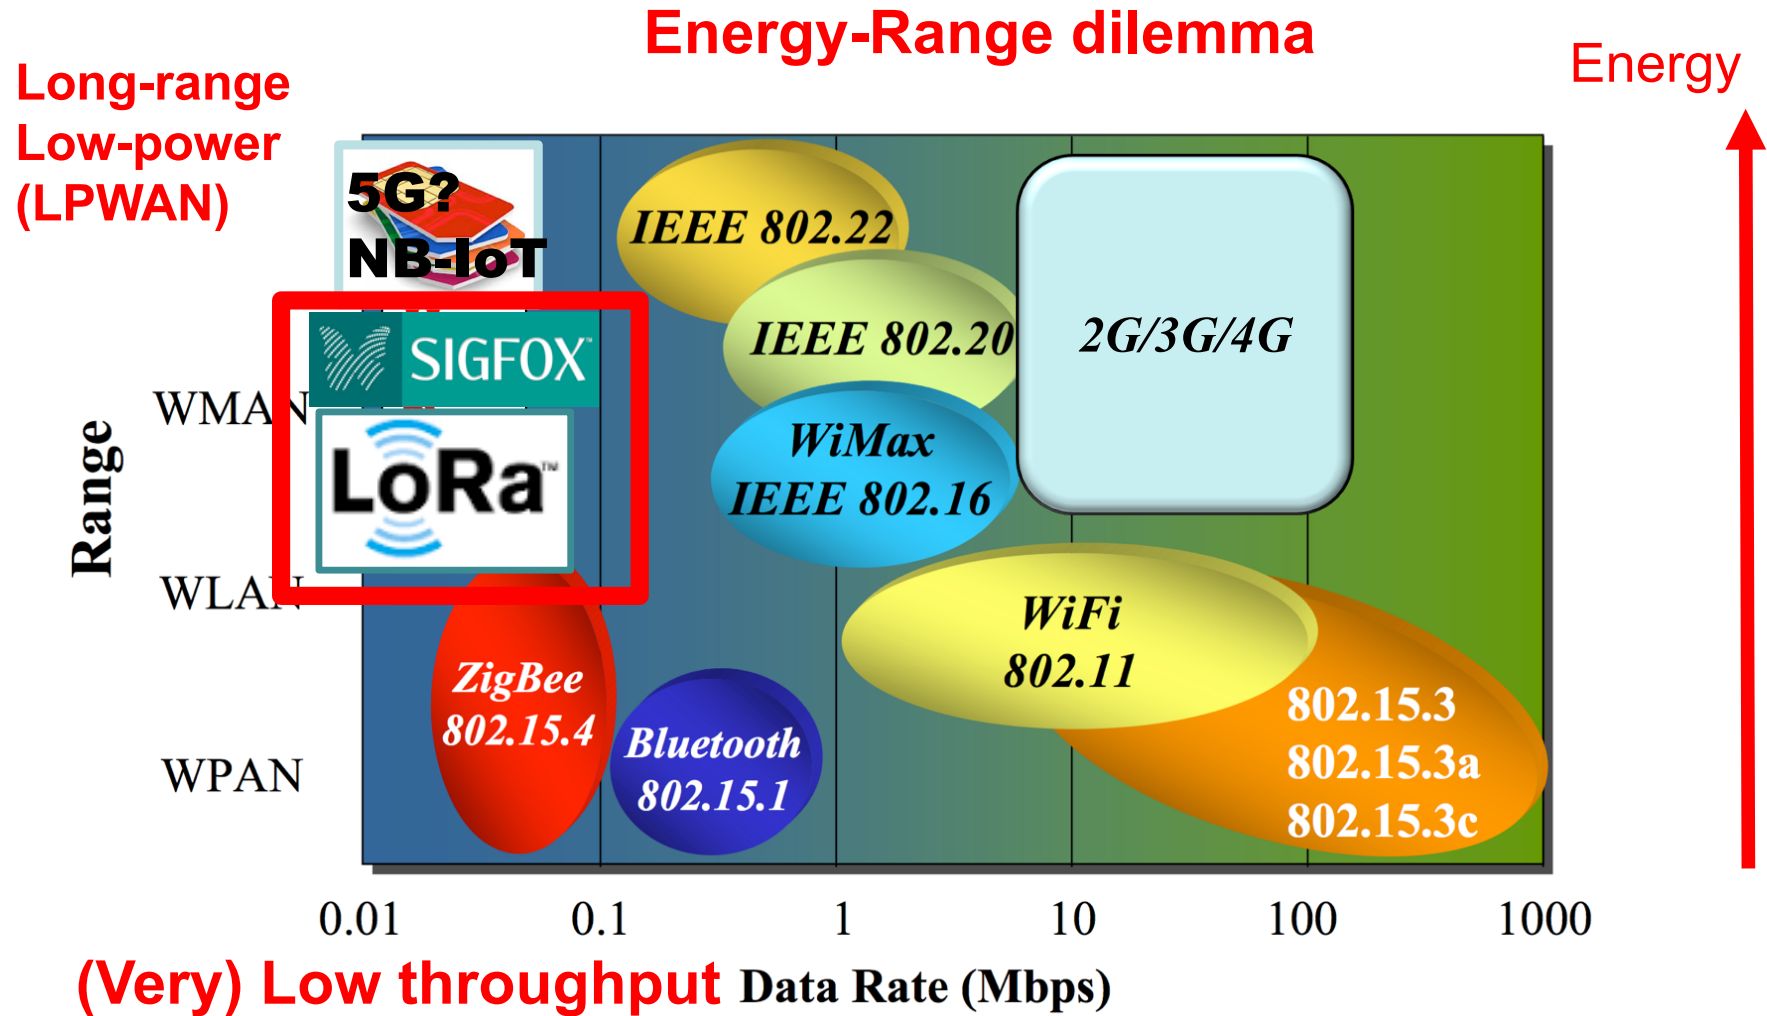 Energy-Range dilemma
Energy
Long-range
Low-power
(LPWAN)
5G?
NB-IoT
SIGFOX™
LoRa™
IEEE 802.22
IEEE 802.20
2G/3G/4G
WiMax
IEEE 802.16
WiFi
802.11
ZigBee
802.15.4
Bluetooth
802.15.1
802.15.3
802.15.3a
802.15.3c
Range
WMAN
WLAN
WPAN
0.01 0.1 1 10 100 1000
(Very) Low throughput Data Rate (Mbps)